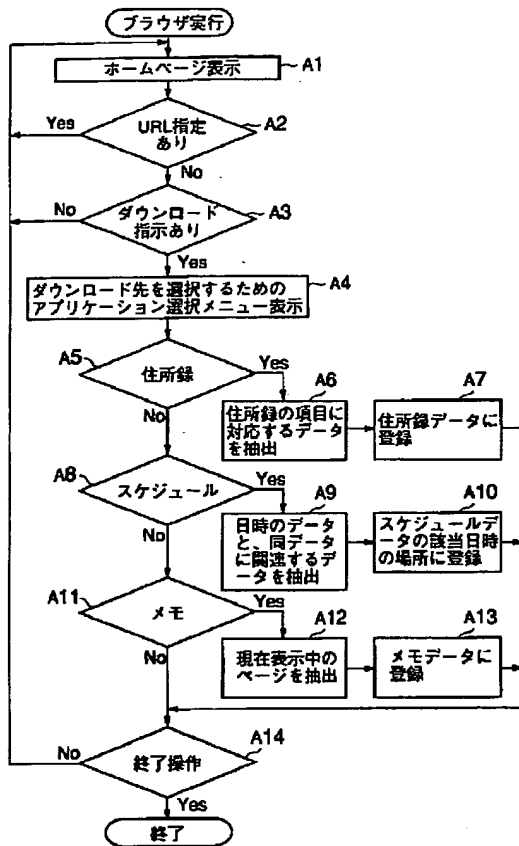 ブラウザ実行
ホームページ表示
A1
URL指定
あり
A2
Yes
No
ダウンロード
指示あり
A3
No
Yes
ダウンロード先を選択するための
アプリケーション選択メニュー表示
A4
A5
住所録
Yes
No
A6
住所録の項目に
対応するデータ
を抽出
A7
住所録データに
登録
A8
スケジュール
Yes
No
A9
日時のデータ
と、同データ
に関連するデー
タを抽出
A10
スケジュールデ
ータの該当日時
の場所に登録
A11
メモ
Yes
No
A12
現在表示中の
ページを抽出
A13
メモデータに
登録
A14
終了操作
No
Yes
終了